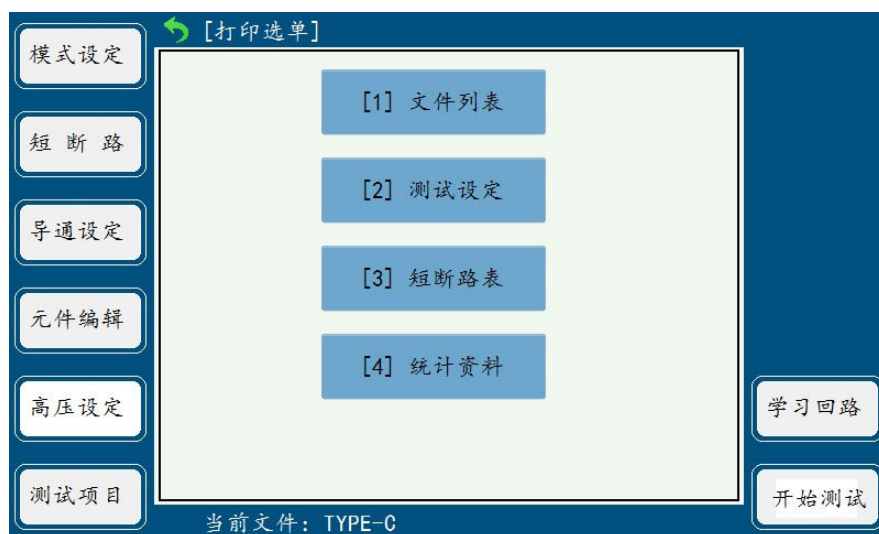 [打印选单]
模式设定
短 断 路
导通设定
元件编辑
高压设定
测试项目
[1] 文件列表
[2] 测试设定
[3] 短断路表
[4] 统计资料
学习回路
开始测试
当前文件: TYPE-C